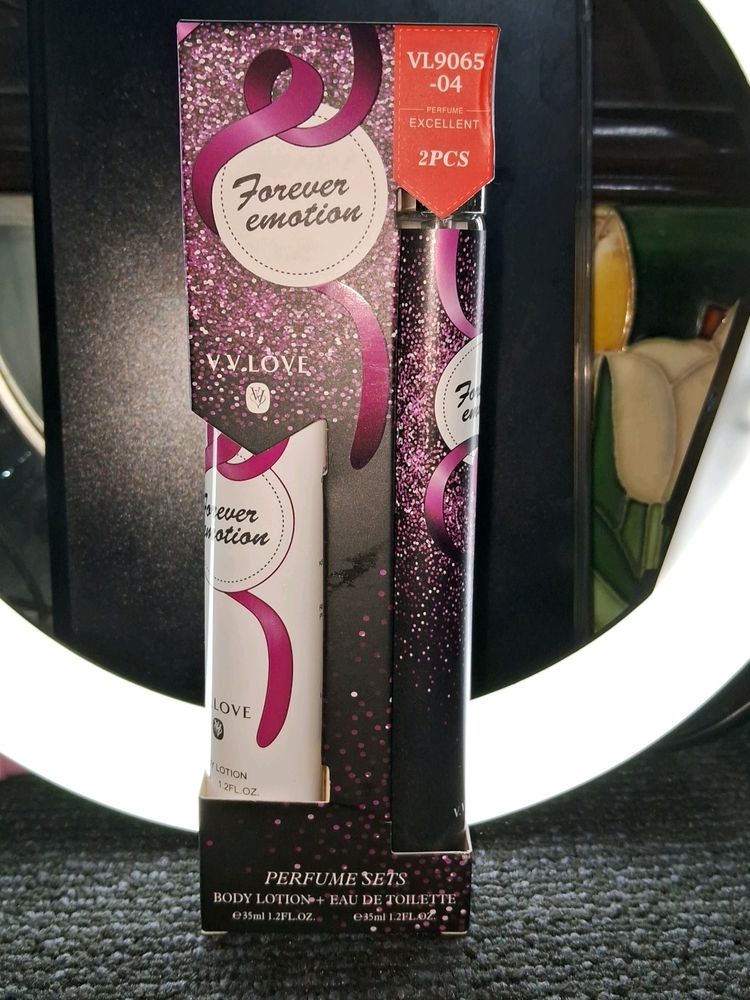 VL9065
-04
PERFUME
EXCELLENT
2PCS
Forever
emotion
V.V.LOVE
Forever
emotion
LOVE
LOTION
1.2FL.OZ.
PERFUME SETS
BODY LOTION + EAU DE TOILETTE
℮35ml 1.2FL.OZ. ℮35ml 1.2FL.OZ.